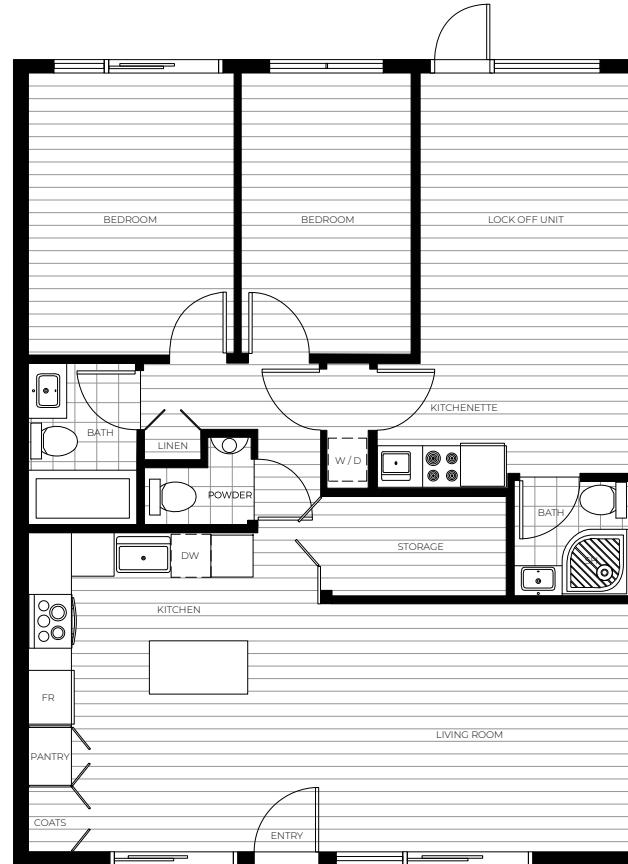 BEDROOM
BEDROOM
LOCK OFF UNIT
KITCHENETTE
BATH
LINEN
W / D
POWDER
BATH
DW
STORAGE
KITCHEN
FR
LIVING ROOM
PANTRY
COATS
ENTRY